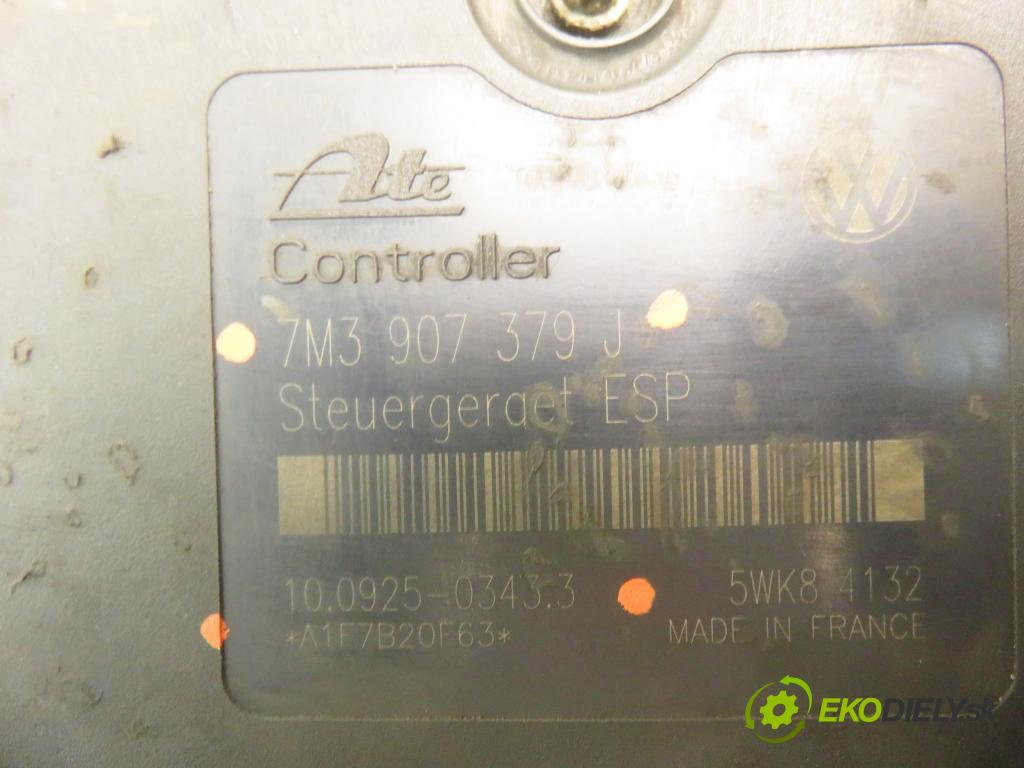 Ate
VW
Controller
7M3 907 379 J
Steuergeraet ESP
10.0925-0343.3
5WK8 4132
*A1F7B20F63*
MADE IN FRANCE
EKODIELY.sk